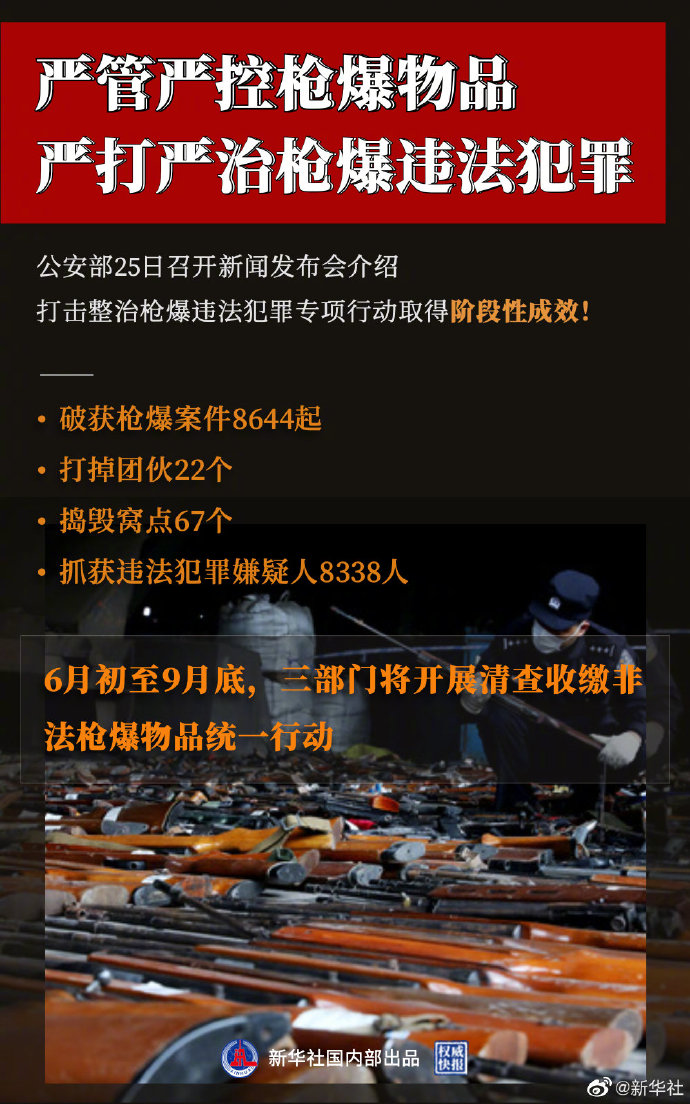 严管严控枪爆物品
严打严治枪爆违法犯罪
公安部25日召开新闻发布会介绍
打击整治枪爆违法犯罪专项行动取得阶段性成效！
• 破获枪爆案件8644起
• 打掉团伙22个
• 捣毁窝点67个
• 抓获违法犯罪嫌疑人8338人
6月初至9月底，三部门将开展清查收缴非
法枪爆物品统一行动
新华社国内部出品
权威
快报
@新华社